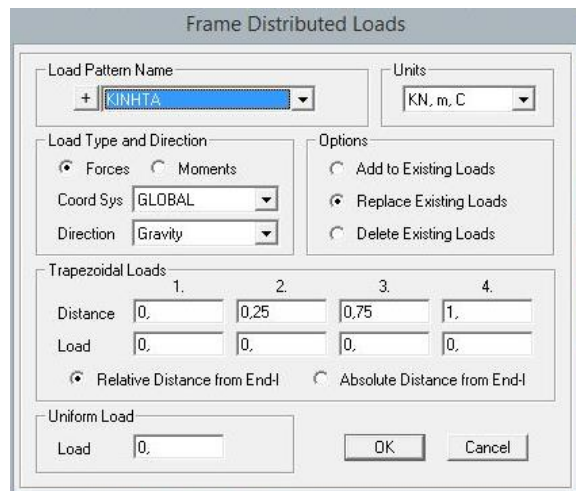 Frame Distributed Loads
Load Pattern Name
+ KINHTA
Units
KN, m, C
Load Type and Direction
Forces Moments
Coord Sys GLOBAL
Direction Gravity
Options
Add to Existing Loads
Replace Existing Loads
Delete Existing Loads
Trapezoidal Loads
1. 2. 3. 4.
Distance 0, 0,25 0,75 1,
Load 0, 0, 0, 0,
Relative Distance from End-I Absolute Distance from End-I
Uniform Load
Load 0,
OK Cancel